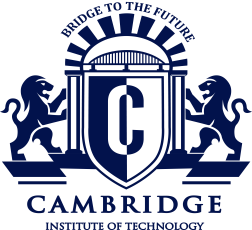 BRIDGE TO THE FUTURE
C
CAMBRIDGE
INSTITUTE OF TECHNOLOGY